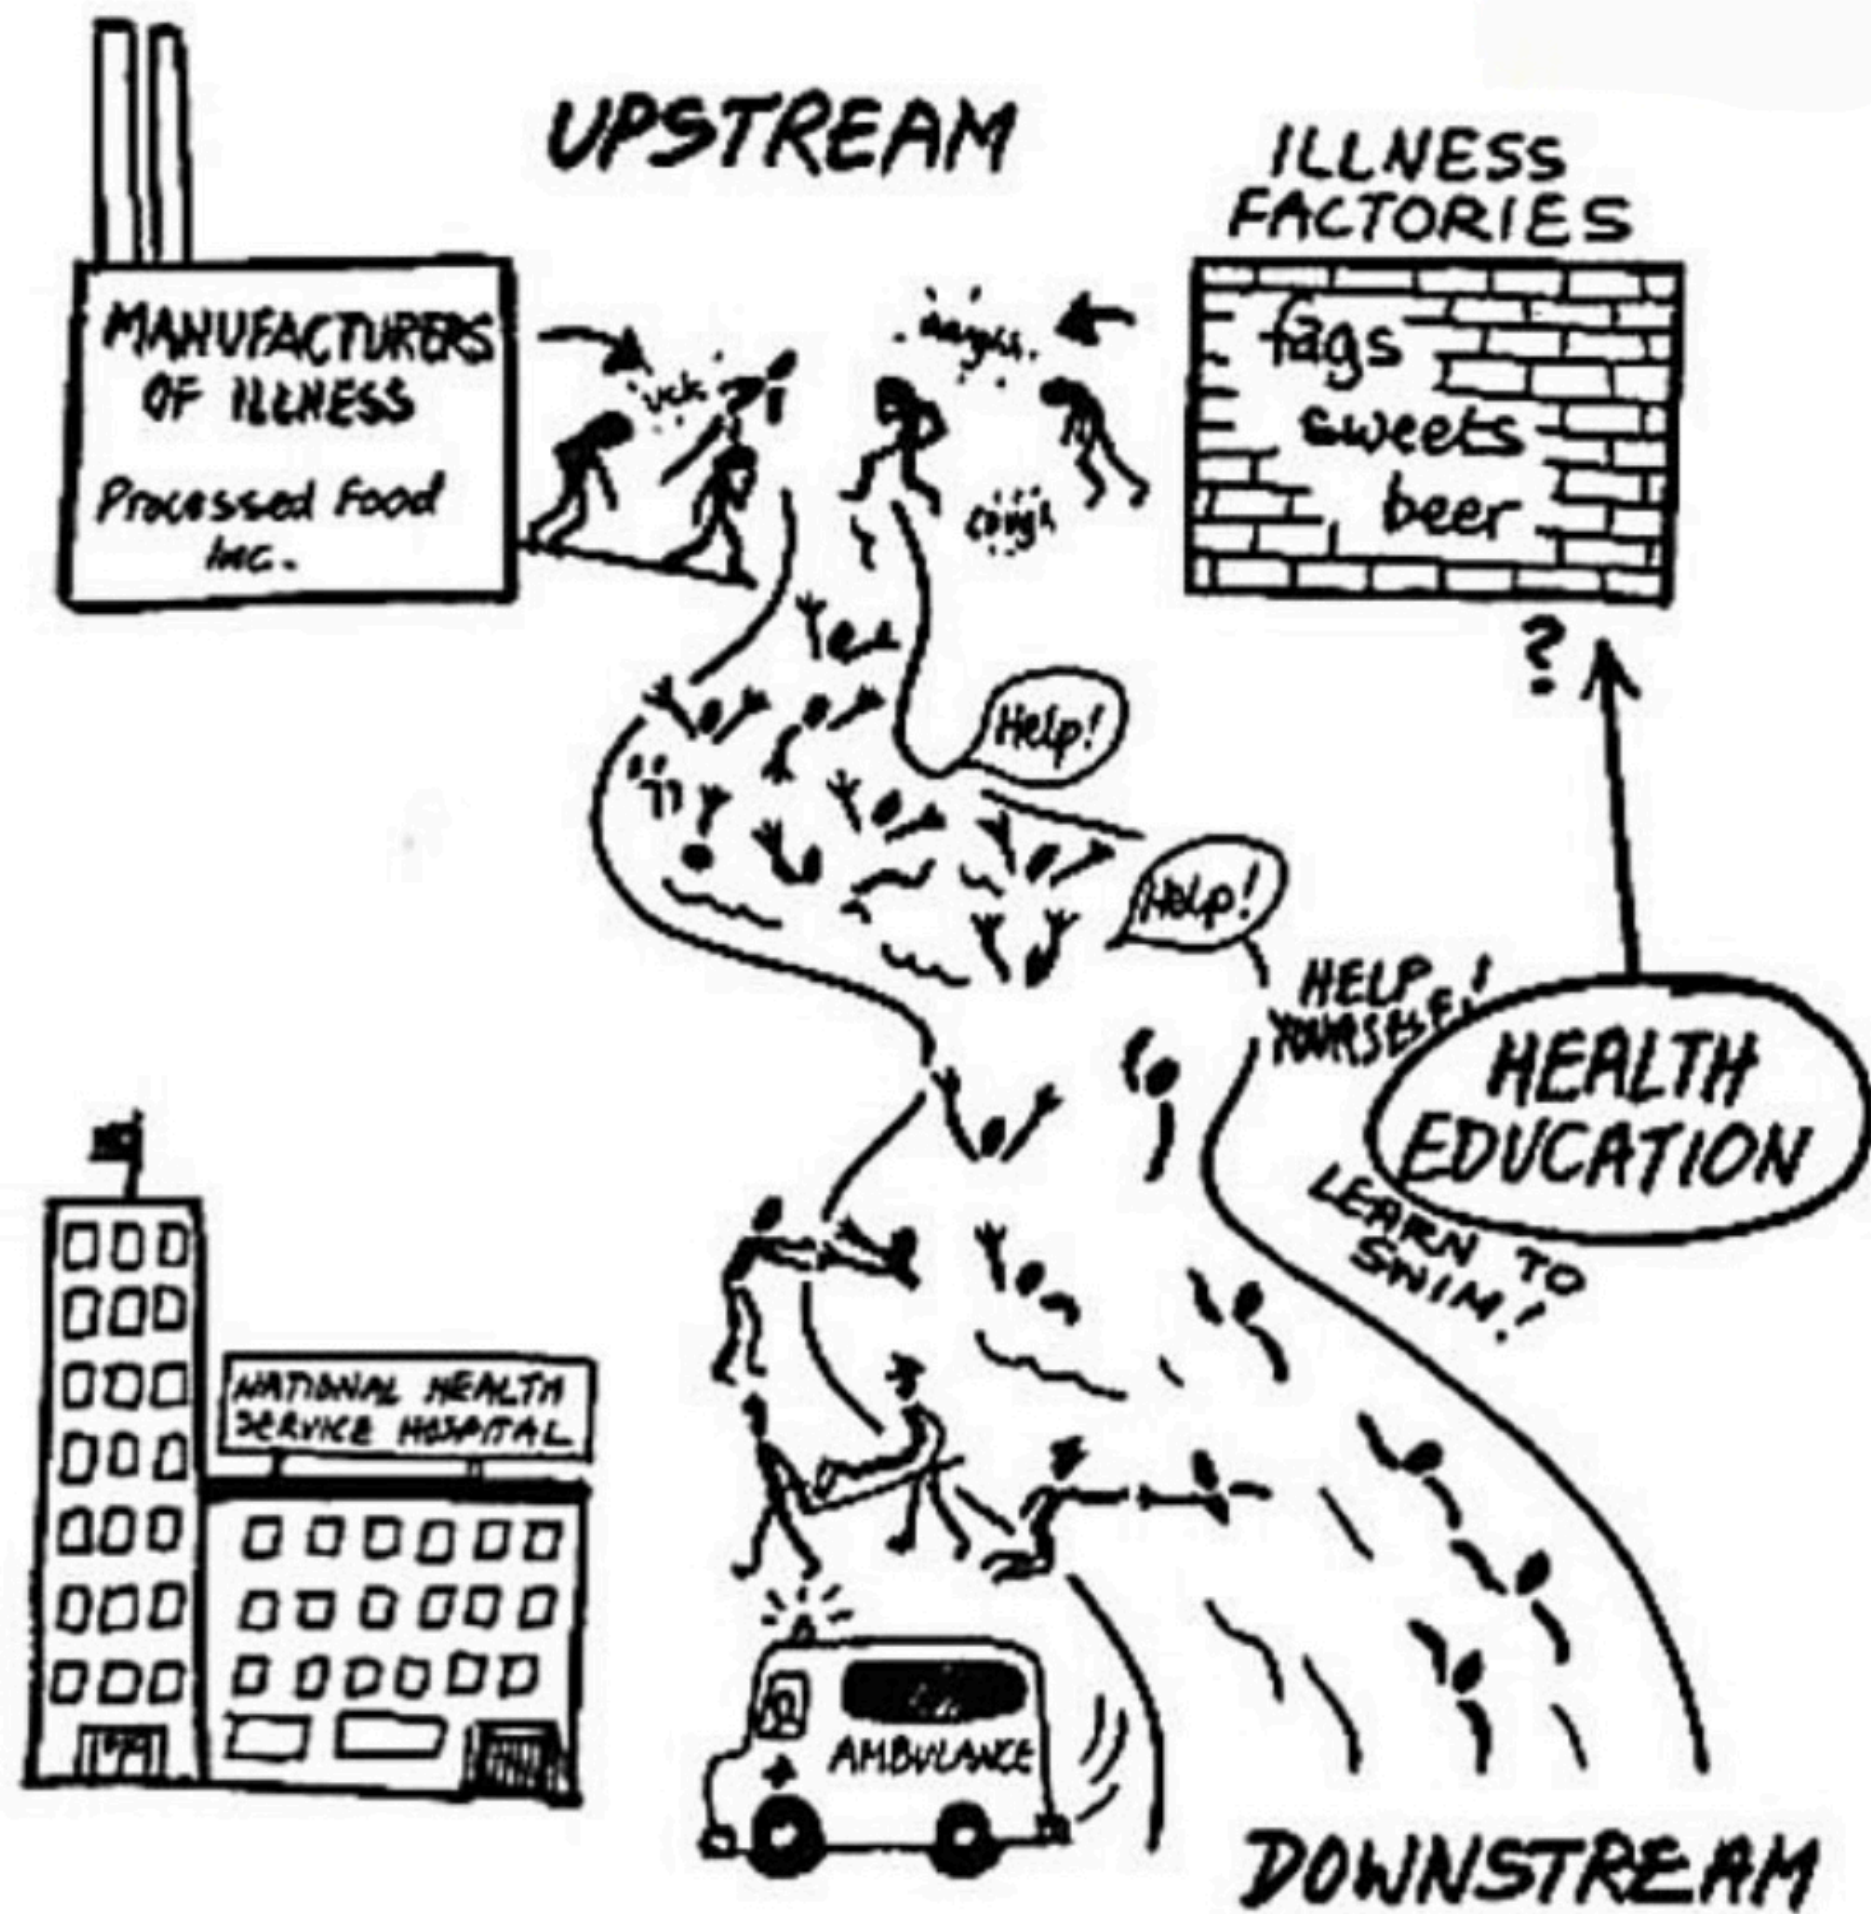 UPSTREAM
ILLNESS
FACTORIES
MANUFACTURERS
OF ILLNESS
Processed Food
Inc.
uck
fags
sweets
beer
cough
?
Help!
Help!
HELP
YOURSELF!
HEALTH
EDUCATION
LEARN TO
SWIM!
NATIONAL HEALTH
SERVICE HOSPITAL
AMBULANCE
DOWNSTREAM